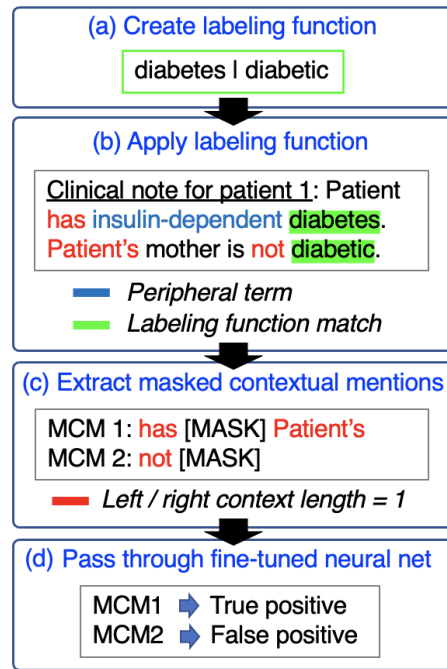 (a) Create labeling function
diabetes | diabetic
(b) Apply labeling function
Clinical note for patient 1: Patient
has insulin-dependent diabetes.
Patient's mother is not diabetic.
Peripheral term
Labeling function match
(c) Extract masked contextual mentions
MCM 1: has [MASK] Patient's
MCM 2: not [MASK]
Left / right context length = 1
(d) Pass through fine-tuned neural net
MCM1 True positive
MCM2 False positive